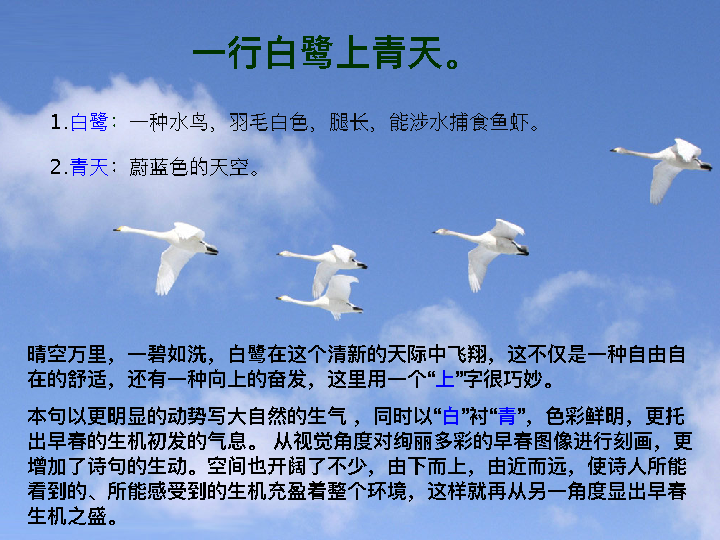 一行白鹭上青天。
1.白鹭：一种水鸟，羽毛白色，腿长，能涉水捕食鱼虾。
2.青天：蔚蓝色的天空。
晴空万里，一碧如洗，白鹭在这个清新的天际中飞翔，这不仅是一种自由自
在的舒适，还有一种向上的奋发，这里用一个“上”字很巧妙。
本句以更明显的动势写大自然的生气 ，同时以“白”衬“青”，色彩鲜明，更托
出早春的生机初发的气息。 从视觉角度对绚丽多彩的早春图像进行刻画，更
增加了诗句的生动。空间也开阔了不少，由下而上，由近而远，使诗人所能
看到的、所能感受到的生机充盈着整个环境，这样就再从另一角度显出早春
生机之盛。